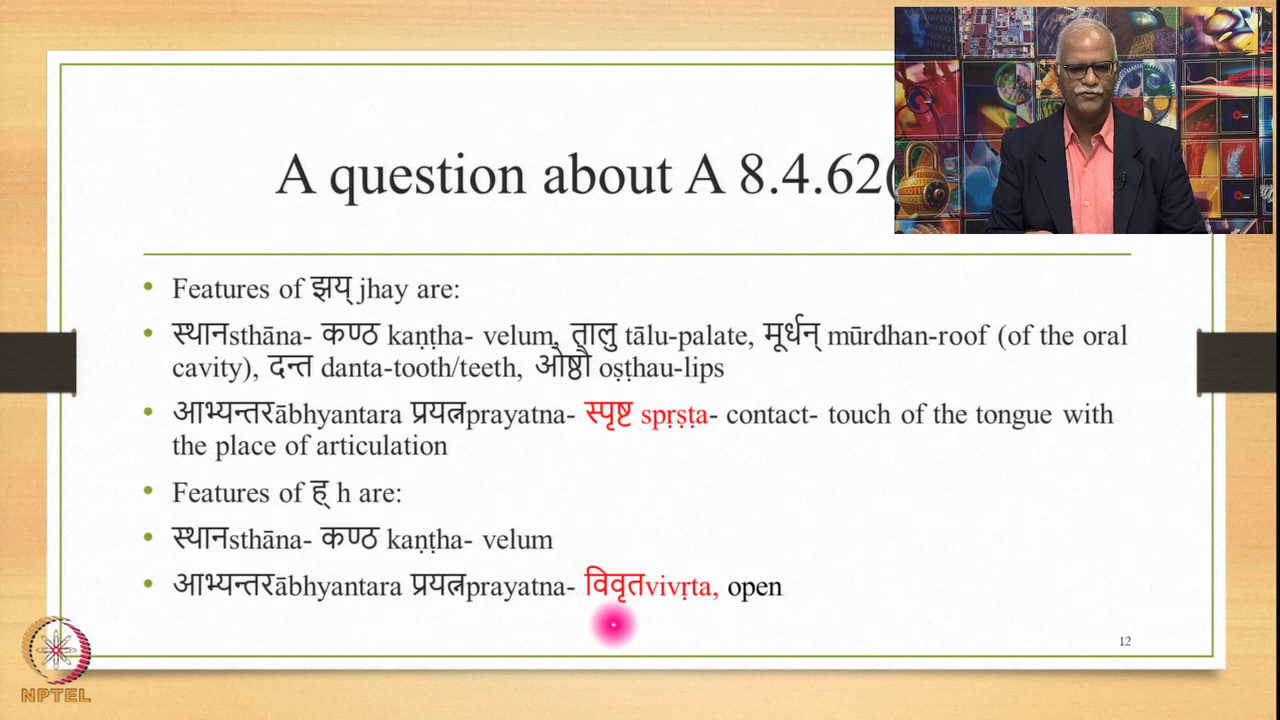 A question about A 8.4.62(
Features of झय् jhay are:
स्थानsthāna- कण्ठ kaṇṭha- velum, तालु tālu-palate, मूर्धन् mūrdhan-roof (of the oral
cavity), दन्त danta-tooth/teeth, ओष्ठौ oṣṭhau-lips
आभ्यन्तरābhyantara प्रयत्नprayatna- स्पृष्ट spṛṣṭa- contact- touch of the tongue with
the place of articulation
Features of ह् h are:
स्थानsthāna- कण्ठ kaṇṭha- velum
आभ्यन्तरābhyantara प्रयत्नprayatna- विवृतvivṛta, open
12
NPTEL